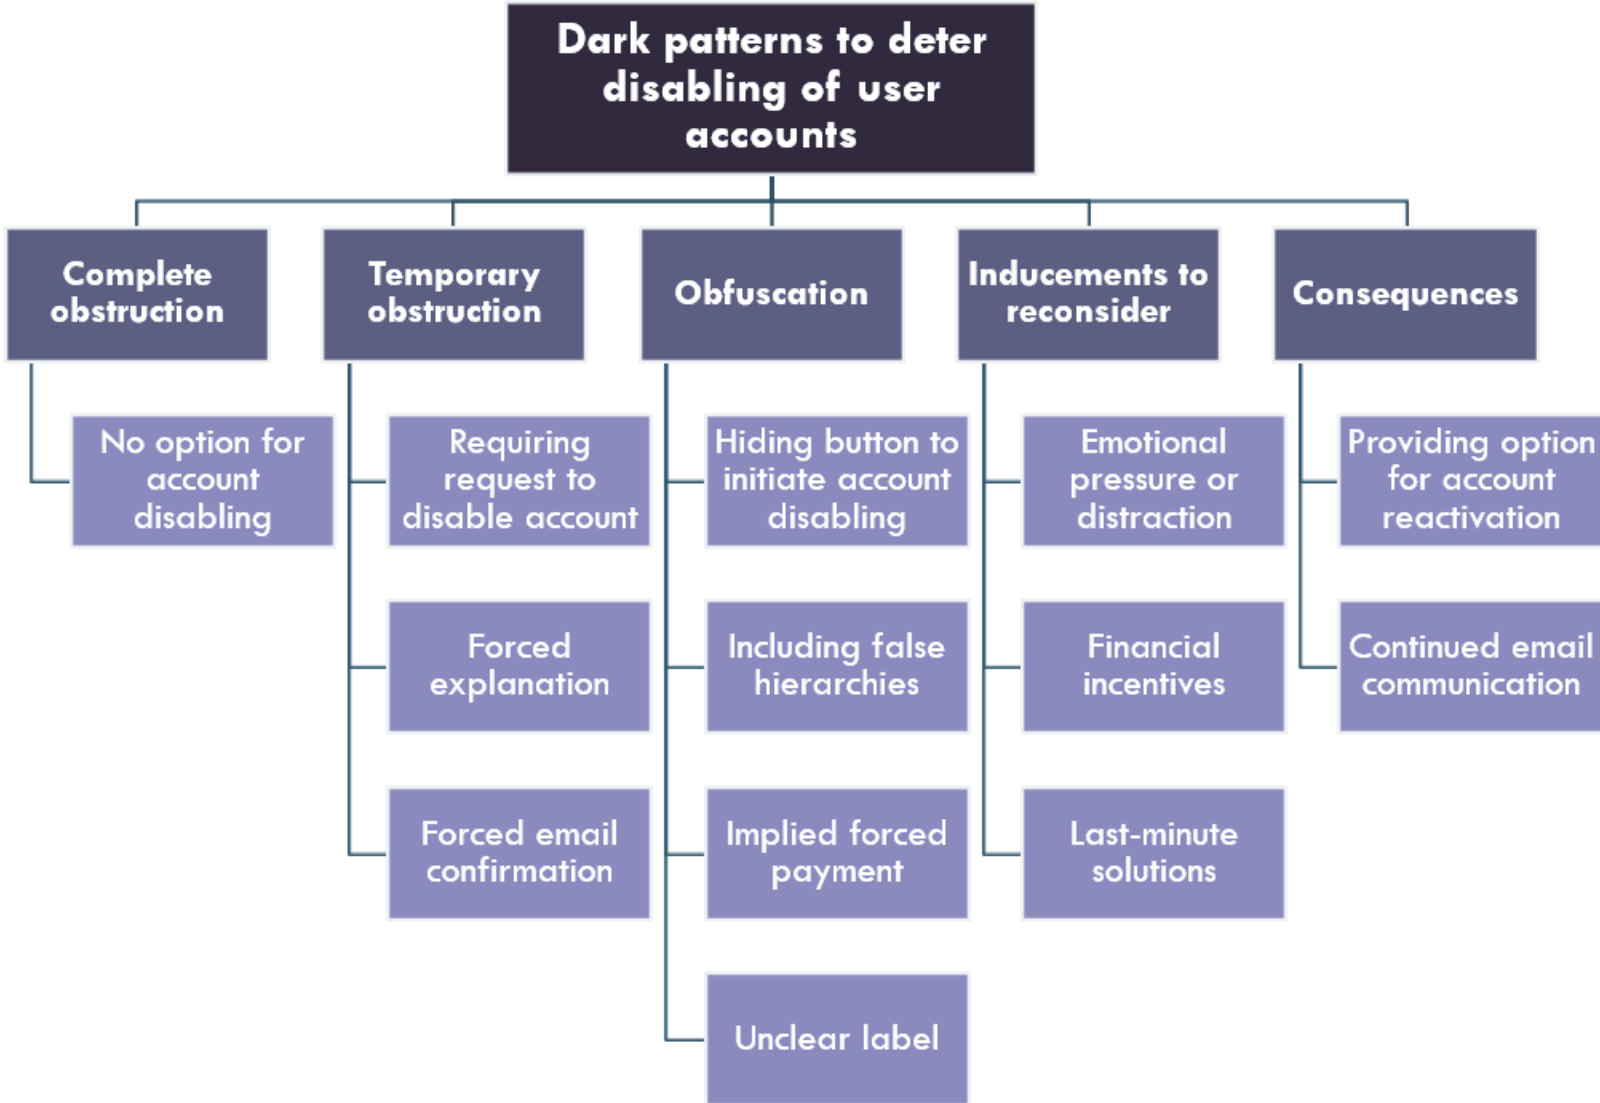 Dark patterns to deter
disabling of user
accounts
Complete
obstruction
No option for
account
disabling
Temporary
obstruction
Requiring
request to
disable account
Forced
explanation
Forced email
confirmation
Obfuscation
Hiding button to
initiate account
disabling
Including false
hierarchies
Implied forced
payment
Unclear label
Inducements to
reconsider
Emotional
pressure or
distraction
Financial
incentives
Last-minute
solutions
Consequences
Providing option
for account
reactivation
Continued email
communication